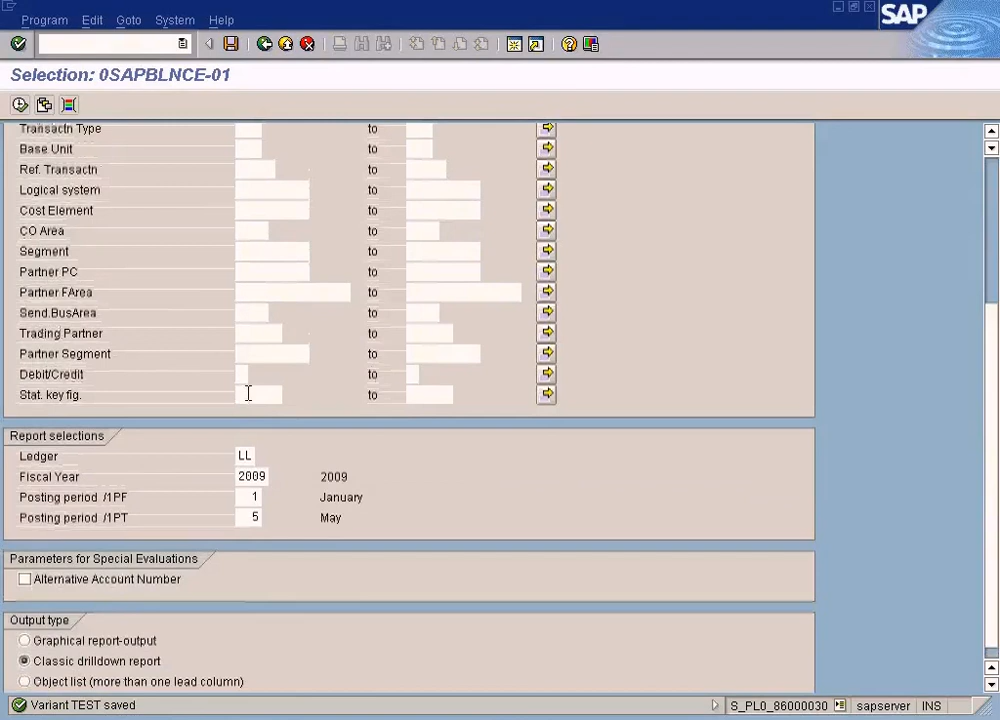 Program Edit Goto System Help
SAP
Selection: 0SAPBLNCE-01
Transactn Type to
Base Unit to
Ref. Transactn to
Logical system to
Cost Element to
CO Area to
Segment to
Partner PC to
Partner FArea to
Send.BusArea to
Trading Partner to
Partner Segment to
Debit/Credit to
Stat. key fig. to
Report selections
Ledger LL
Fiscal Year 2009 2009
Posting period /1PF 1 January
Posting period /1PT 5 May
Parameters for Special Evaluations
Alternative Account Number
Output type
Graphical report-output
Classic drilldown report
Object list (more than one lead column)
Variant TEST saved S_PL0_86000030 sapserver INS